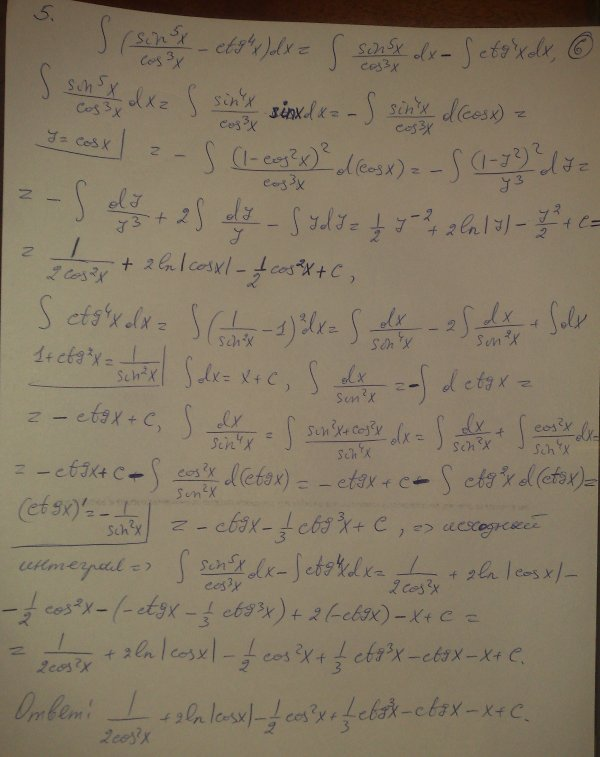 5.
∫ (sin⁵x/cos³x − ctg⁴x)dx = ∫ sin⁵x/cos³x dx − ∫ ctg⁴x dx, ⑥
∫ sin⁵x/cos³x dx = ∫ sin⁴x/cos³x sinx dx = − ∫ sin⁴x/cos³x d(cosx) =
y = cosx | = − ∫ (1−cos²x)²/cos³x d(cosx) = − ∫ (1−y²)²/y³ dy =
= − ∫ dy/y³ + 2∫ dy/y − ∫ y dy = 1/2 y⁻² + 2ln|y| − y²/2 + C =
= 1/2cos²x + 2ln|cosx| − 1/2 cos²x + C,
∫ ctg⁴x dx = ∫ (1/sin²x − 1)² dx = ∫ dx/sin⁴x − 2∫ dx/sin²x + ∫ dx
1 + ctg²x = 1/sin²x | ∫ dx = x + C, ∫ dx/sin²x = −∫ d ctgx =
= − ctgx + C, ∫ dx/sin⁴x = ∫ sin²x + cos²x/sin⁴x dx = ∫ dx/sin²x + ∫ cos²x/sin⁴x dx =
= − ctgx + C − ∫ cos²x/sin²x d(ctgx) = − ctgx + C − ∫ ctg²x d(ctgx) =
(ctgx)' = − 1/sin²x | = − ctgx − 1/3 ctg³x + C, => исходный
интеграл => ∫ sin⁵x/cos³x dx − ∫ ctg⁴x dx = 1/2cos²x + 2ln|cosx| −
− 1/2 cos²x − (−ctgx − 1/3 ctg³x) + 2(−ctgx) − x + C =
= 1/2cos²x + 2ln|cosx| − 1/2 cos²x + 1/3 ctg³x − ctgx − x + C.
Ответ: 1/2cos²x + 2ln|cosx| − 1/2 cos²x + 1/3 ctg³x − ctgx − x + C.